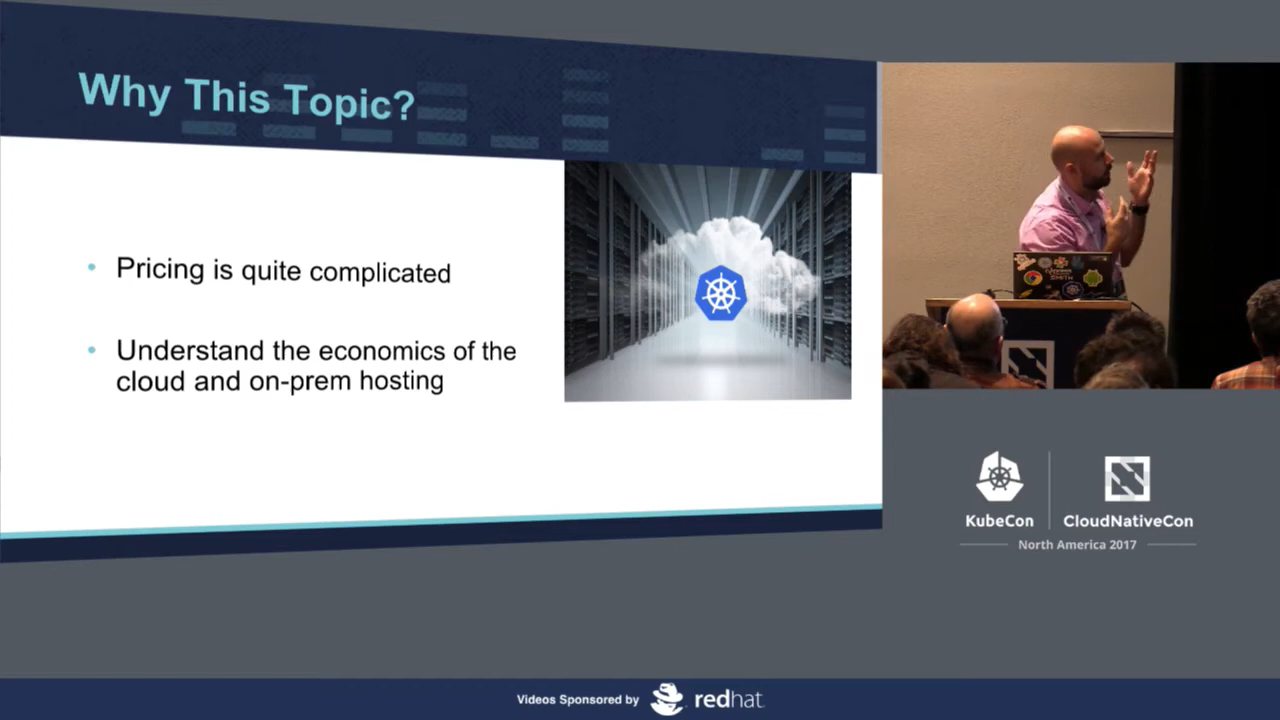 Why This Topic?
Pricing is quite complicated
Understand the economics of the
cloud and on-prem hosting
KubeCon
CloudNativeCon
North America 2017
Videos Sponsored by
redhat